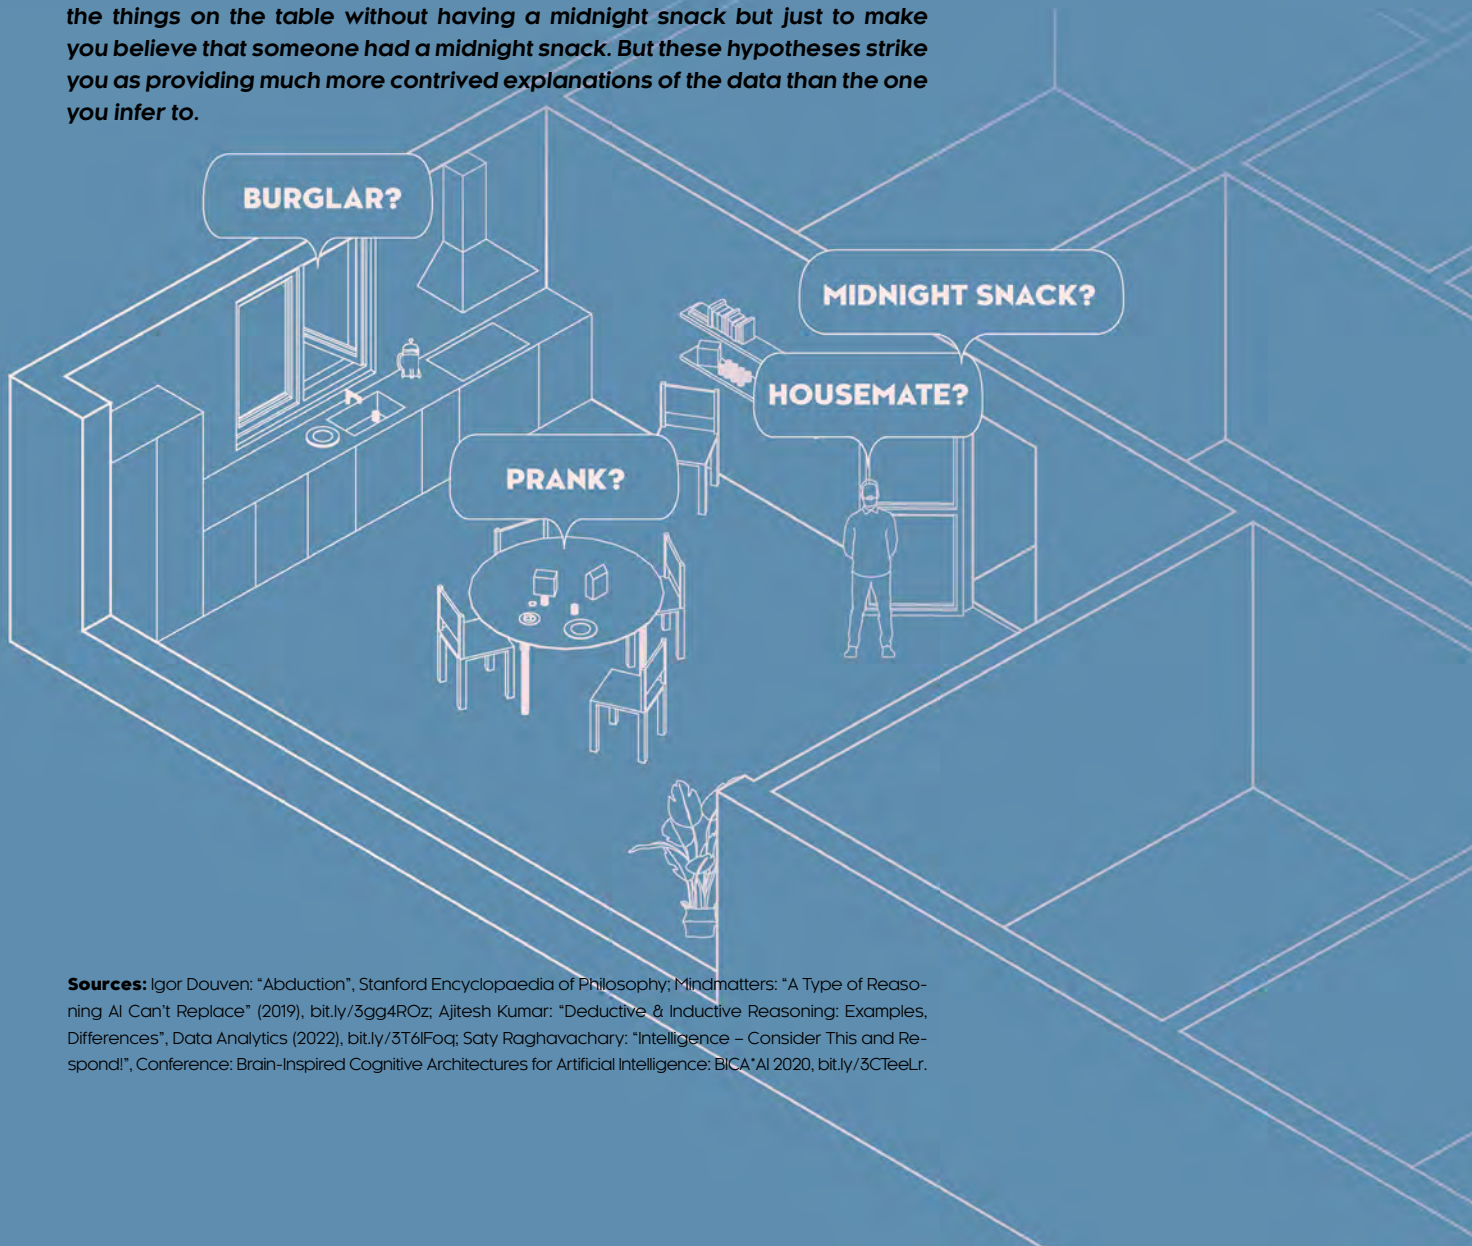 the things on the table without having a midnight snack but just to make
you believe that someone had a midnight snack. But these hypotheses strike
you as providing much more contrived explanations of the data than the one
you infer to.
BURGLAR?
MIDNIGHT SNACK?
HOUSEMATE?
PRANK?
Sources: Igor Douven: “Abduction”, Stanford Encyclopaedia of Philosophy; Mindmatters: “A Type of Reaso-
ning AI Can’t Replace” (2019), bit.ly/3gg4ROz; Ajitesh Kumar: “Deductive & Inductive Reasoning: Examples,
Differences”, Data Analytics (2022), bit.ly/3T6IFoq; Saty Raghavachary: “Intelligence – Consider This and Re-
spond!”, Conference: Brain-Inspired Cognitive Architectures for Artificial Intelligence: BICA*AI 2020, bit.ly/3CTeeLr.